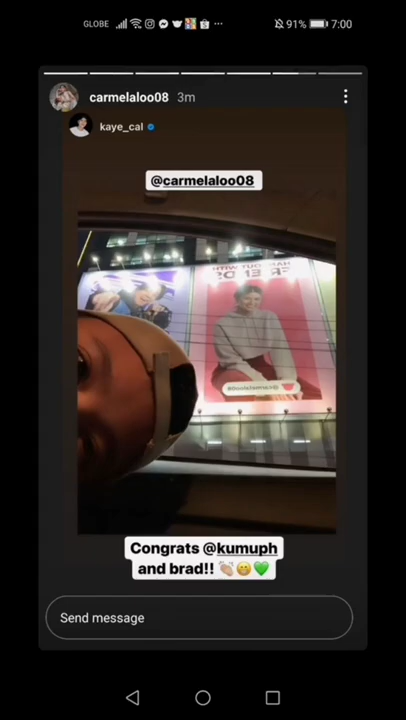 GLOBE 91% 7:00
carmelaloo08 3m
kaye_cal
@carmelaloo08
Congrats @kumuph
and brad!! 👏🏼😁💚
Send message